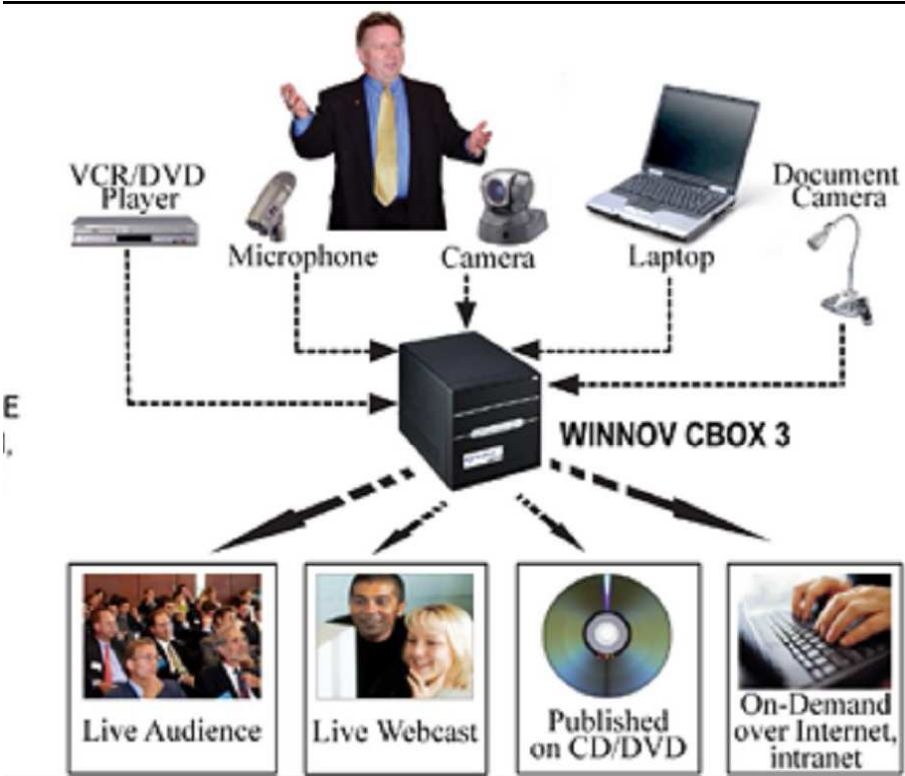 VCR/DVD
Player
Microphone
Camera
Laptop
Document
Camera
E
WINNOV CBOX 3
Live Audience
Live Webcast
Published
on CD/DVD
On-Demand
over Internet,
intranet